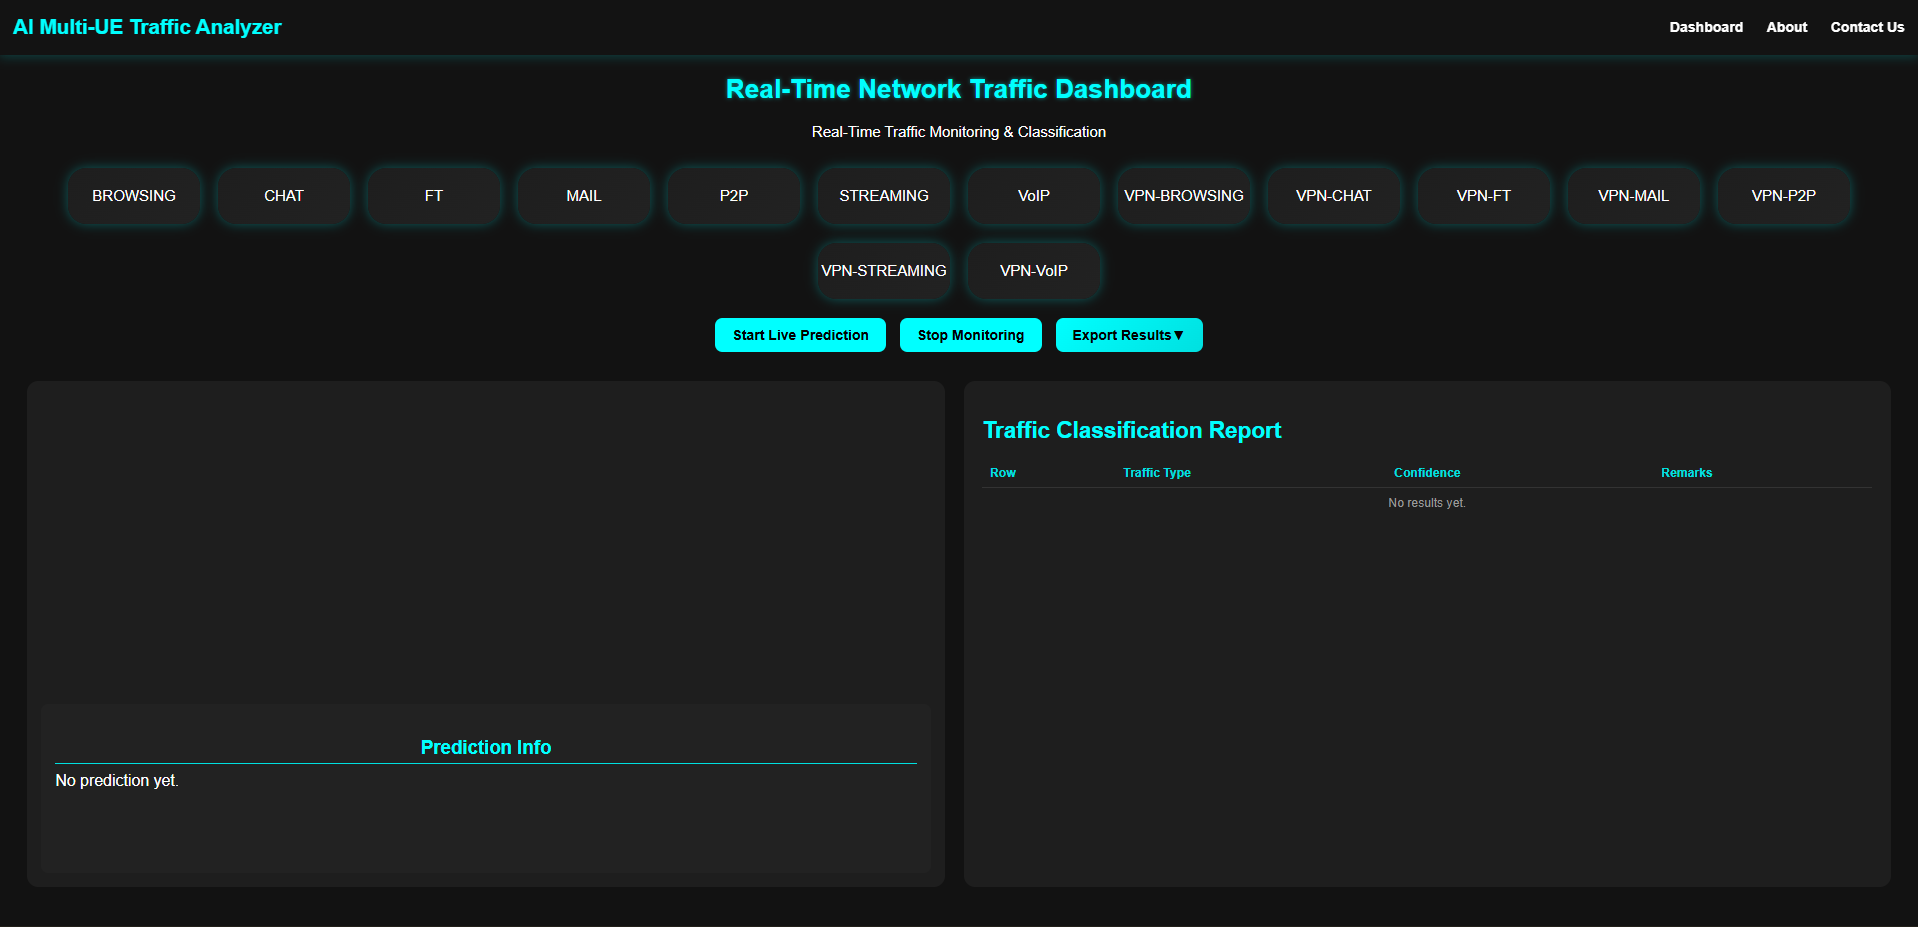 AI Multi-UE Traffic Analyzer
Dashboard About Contact Us
Real-Time Network Traffic Dashboard
Real-Time Traffic Monitoring & Classification
BROWSING CHAT FT MAIL P2P STREAMING VoIP VPN-BROWSING VPN-CHAT VPN-FT VPN-MAIL VPN-P2P
VPN-STREAMING VPN-VoIP
Start Live Prediction Stop Monitoring Export Results ▼
Traffic Classification Report
Row Traffic Type Confidence Remarks
No results yet.
Prediction Info
No prediction yet.